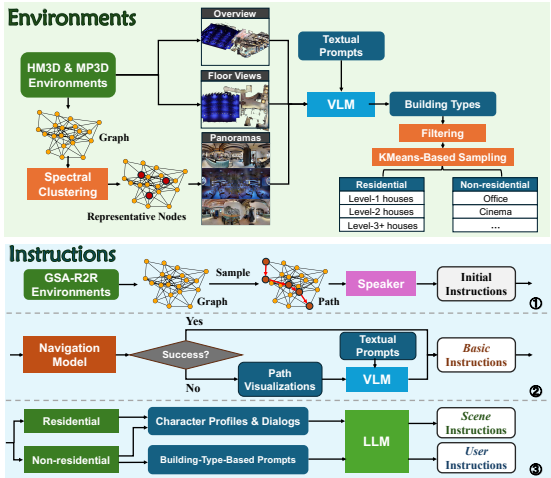 Environments
HM3D & MP3D
Environments
Graph
Spectral
Clustering
Representative Nodes
Overview
Floor Views
Panoramas
Textual
Prompts
VLM
Building Types
Filtering
KMeans-Based Sampling
Residential
Level-1 houses
Level-2 houses
Level-3+ houses
Non-residential
Office
Cinema
...
Instructions
GSA-R2R
Environments
Graph
Sample
Path
Speaker
Initial
Instructions
①
Navigation
Model
Success?
Yes
No
Path
Visualizations
Textual
Prompts
VLM
Basic
Instructions
②
Residential
Non-residential
Character Profiles & Dialogs
Building-Type-Based Prompts
LLM
Scene
Instructions
User
Instructions
③